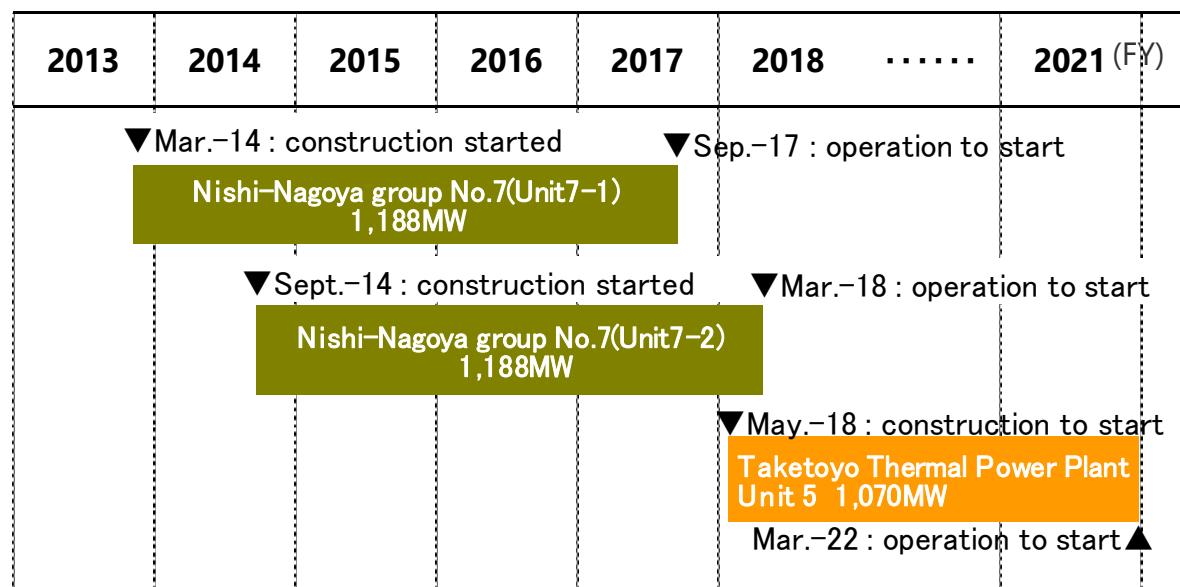 2013 2014 2015 2016 2017 2018 ...... 2021 (FY)
▼Mar.-14 : construction started ▼Sep.-17 : operation to start
Nishi-Nagoya group No.7(Unit7-1)
1,188MW
▼Sept.-14 : construction started ▼Mar.-18 : operation to start
Nishi-Nagoya group No.7(Unit7-2)
1,188MW
▼May.-18 : construction to start
Taketoyo Thermal Power Plant
Unit 5 1,070MW
Mar.-22 : operation to start▲